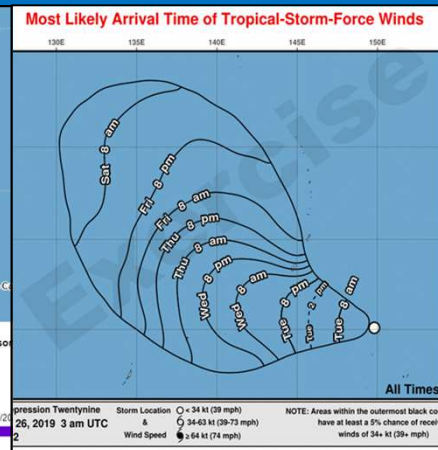 Most Likely Arrival Time of Tropical-Storm-Force Winds
130E 135E 140E 145E 150E
Exercise
Sat 8 am
Fri 8 pm
Fri 8 am
Thu 8 pm
Thu 8 am
Wed 8 pm
Wed 8 am
Tue 8 pm
Tue 2 pm
Tue 8 am
All Times
pression Twentynine
26, 2019 3 am UTC
2
Storm Location
&
Wind Speed
< 34 kt (39 mph)
34-63 kt (39-73 mph)
≥ 64 kt (74 mph)
NOTE: Areas within the outermost black co
have at least a 5% chance of recei
winds of 34+ kt (39+ mph)